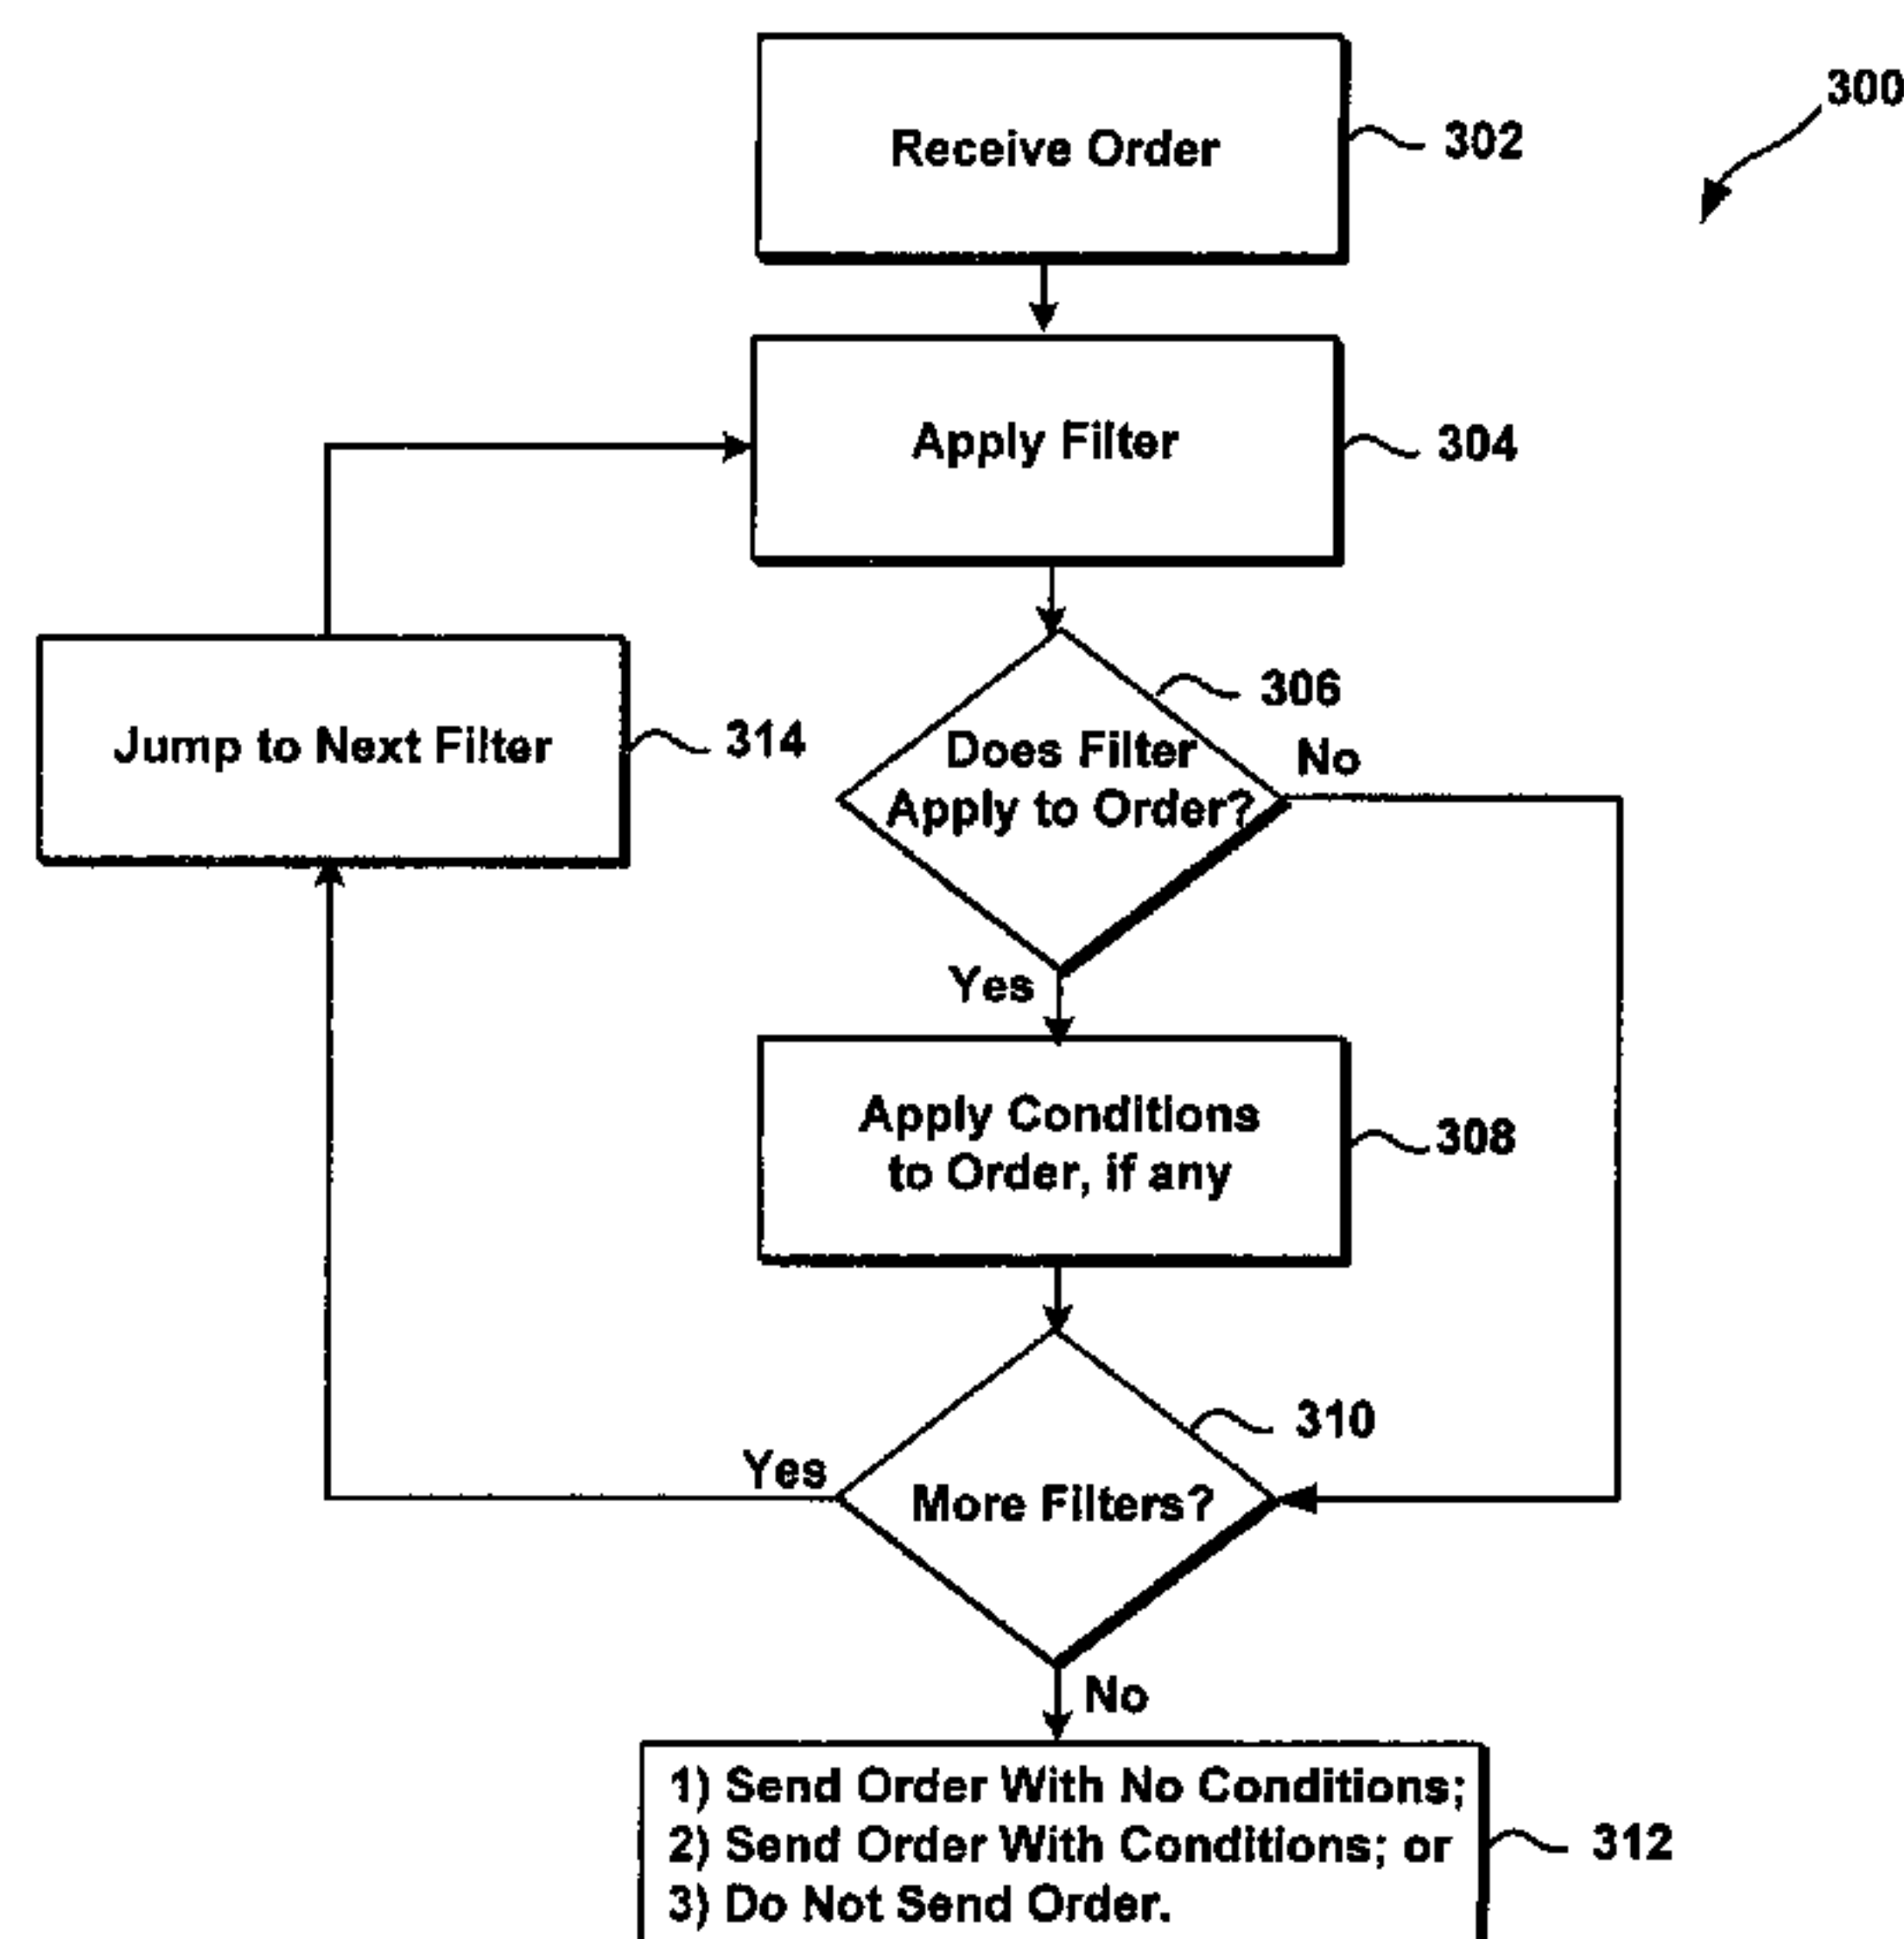 300
Receive Order
302
Apply Filter
304
306
Jump to Next Filter
314
Does Filter
Apply to Order?
No
Yes
Apply Conditions
to Order, if any
308
310
Yes
More Filters?
No
1) Send Order With No Conditions;
2) Send Order With Conditions; or
3) Do Not Send Order.
312